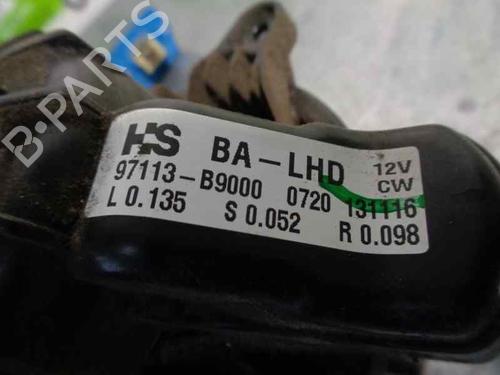 B-PARTS
HS BA-LHD 12V
CW
97113-B9000 0720 131116
L 0.135 S 0.052 R 0.098